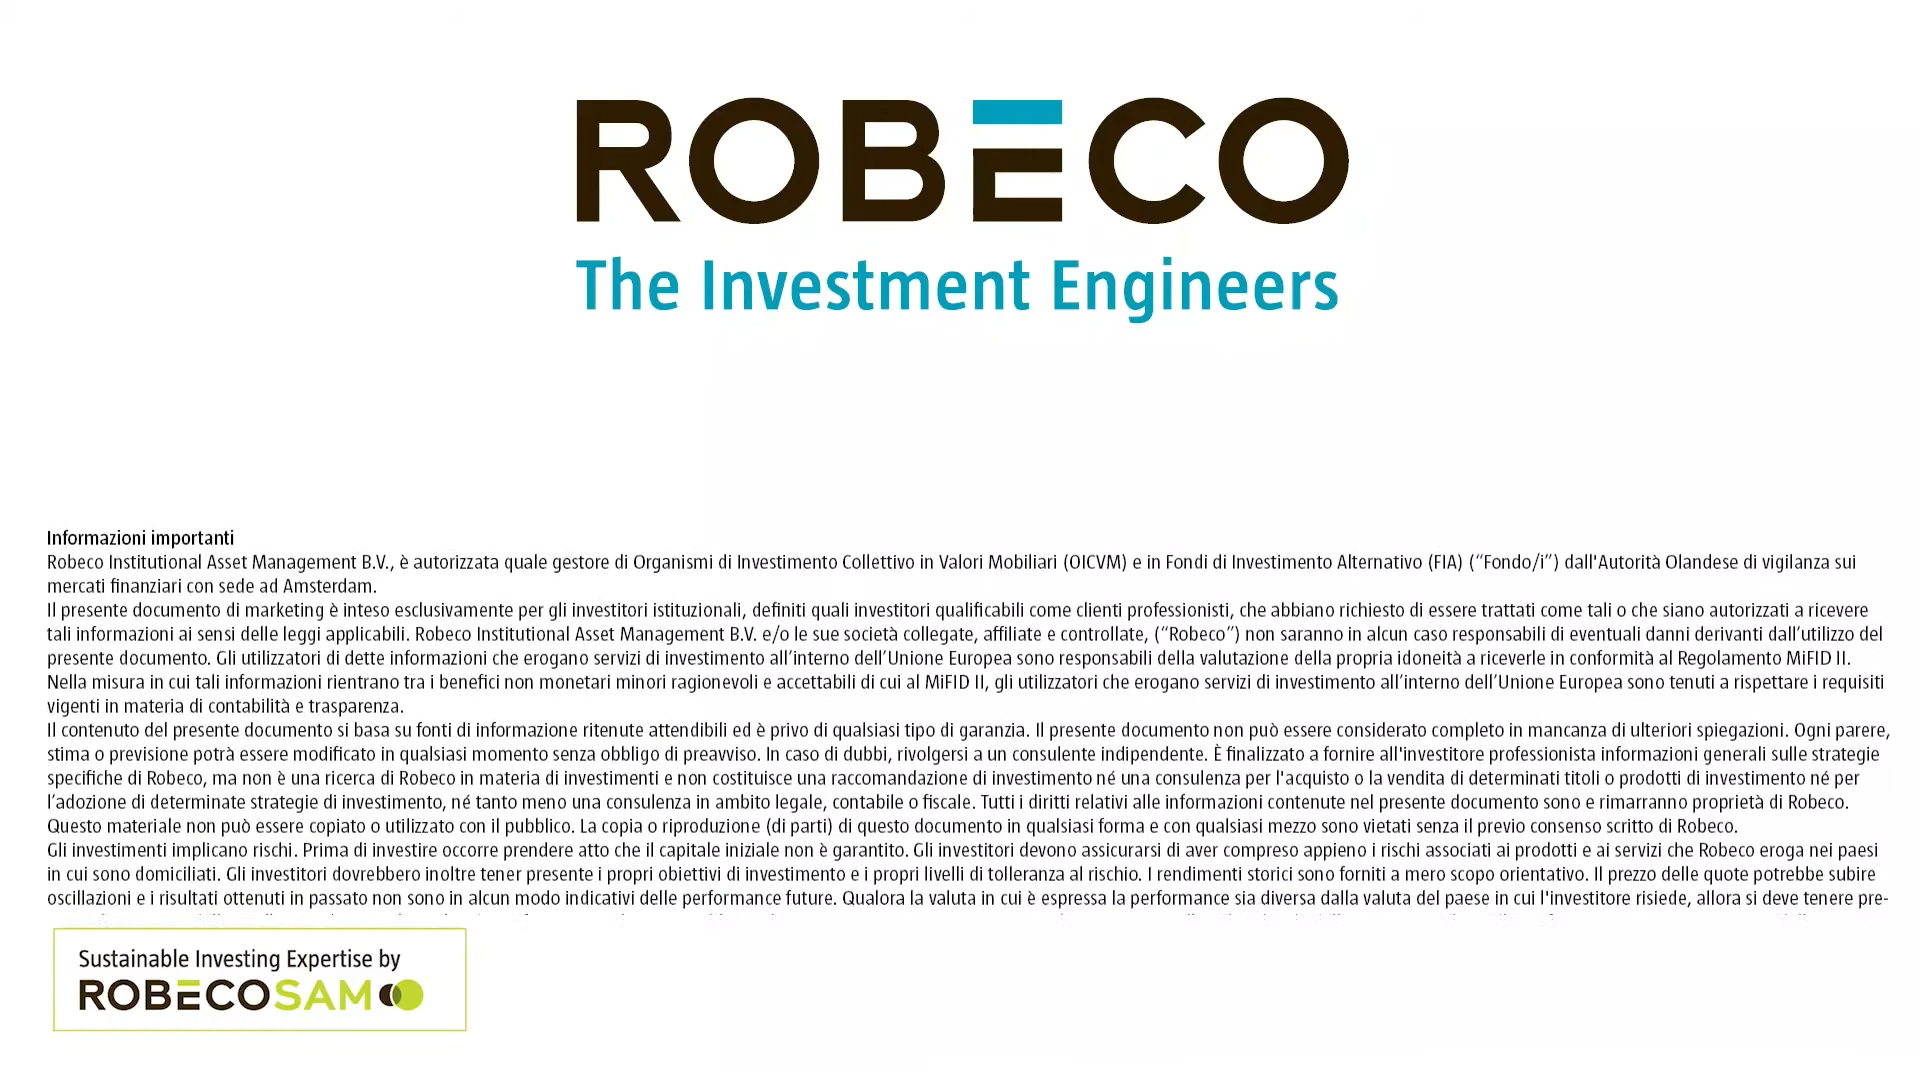 ROBECO
The Investment Engineers
Informazioni importanti
Robeco Institutional Asset Management B.V., è autorizzata quale gestore di Organismi di Investimento Collettivo in Valori Mobiliari (OICVM) e in Fondi di Investimento Alternativo (FIA) (“Fondo/i”) dall'Autorità Olandese di vigilanza sui
mercati finanziari con sede ad Amsterdam.
Il presente documento di marketing è inteso esclusivamente per gli investitori istituzionali, definiti quali investitori qualificabili come clienti professionisti, che abbiano richiesto di essere trattati come tali o che siano autorizzati a ricevere
tali informazioni ai sensi delle leggi applicabili. Robeco Institutional Asset Management B.V. e/o le sue società collegate, affiliate e controllate, (“Robeco”) non saranno in alcun caso responsabili di eventuali danni derivanti dall’utilizzo del
presente documento. Gli utilizzatori di dette informazioni che erogano servizi di investimento all’interno dell’Unione Europea sono responsabili della valutazione della propria idoneità a riceverle in conformità al Regolamento MiFID II.
Nella misura in cui tali informazioni rientrano tra i benefici non monetari minori ragionevoli e accettabili di cui al MiFID II, gli utilizzatori che erogano servizi di investimento all’interno dell’Unione Europea sono tenuti a rispettare i requisiti
vigenti in materia di contabilità e trasparenza.
Il contenuto del presente documento si basa su fonti di informazione ritenute attendibili ed è privo di qualsiasi tipo di garanzia. Il presente documento non può essere considerato completo in mancanza di ulteriori spiegazioni. Ogni parere,
stima o previsione potrà essere modificato in qualsiasi momento senza obbligo di preavviso. In caso di dubbi, rivolgersi a un consulente indipendente. È finalizzato a fornire all'investitore professionista informazioni generali sulle strategie
specifiche di Robeco, ma non è una ricerca di Robeco in materia di investimenti e non costituisce una raccomandazione di investimento né una consulenza per l'acquisto o la vendita di determinati titoli o prodotti di investimento né per
l’adozione di determinate strategie di investimento, né tanto meno una consulenza in ambito legale, contabile o fiscale. Tutti i diritti relativi alle informazioni contenute nel presente documento sono e rimarranno proprietà di Robeco.
Questo materiale non può essere copiato o utilizzato con il pubblico. La copia o riproduzione (di parti) di questo documento in qualsiasi forma e con qualsiasi mezzo sono vietati senza il previo consenso scritto di Robeco.
Gli investimenti implicano rischi. Prima di investire occorre prendere atto che il capitale iniziale non è garantito. Gli investitori devono assicurarsi di aver compreso appieno i rischi associati ai prodotti e ai servizi che Robeco eroga nei paesi
in cui sono domiciliati. Gli investitori dovrebbero inoltre tener presente i propri obiettivi di investimento e i propri livelli di tolleranza al rischio. I rendimenti storici sono forniti a mero scopo orientativo. Il prezzo delle quote potrebbe subire
oscillazioni e i risultati ottenuti in passato non sono in alcun modo indicativi delle performance future. Qualora la valuta in cui è espressa la performance sia diversa dalla valuta del paese in cui l'investitore risiede, allora si deve tenere pre-
Sustainable Investing Expertise by
ROBECOSAM